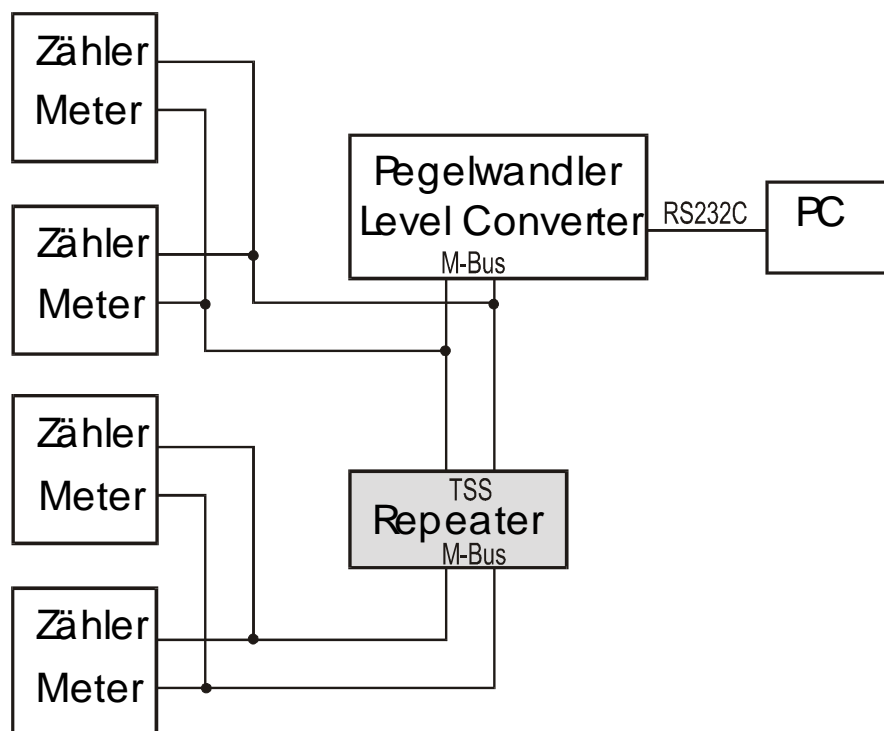 Zähler
Meter
Zähler
Meter
Zähler
Meter
Zähler
Meter
Pegelwandler
Level Converter
M-Bus
RS232C
PC
TSS
Repeater
M-Bus